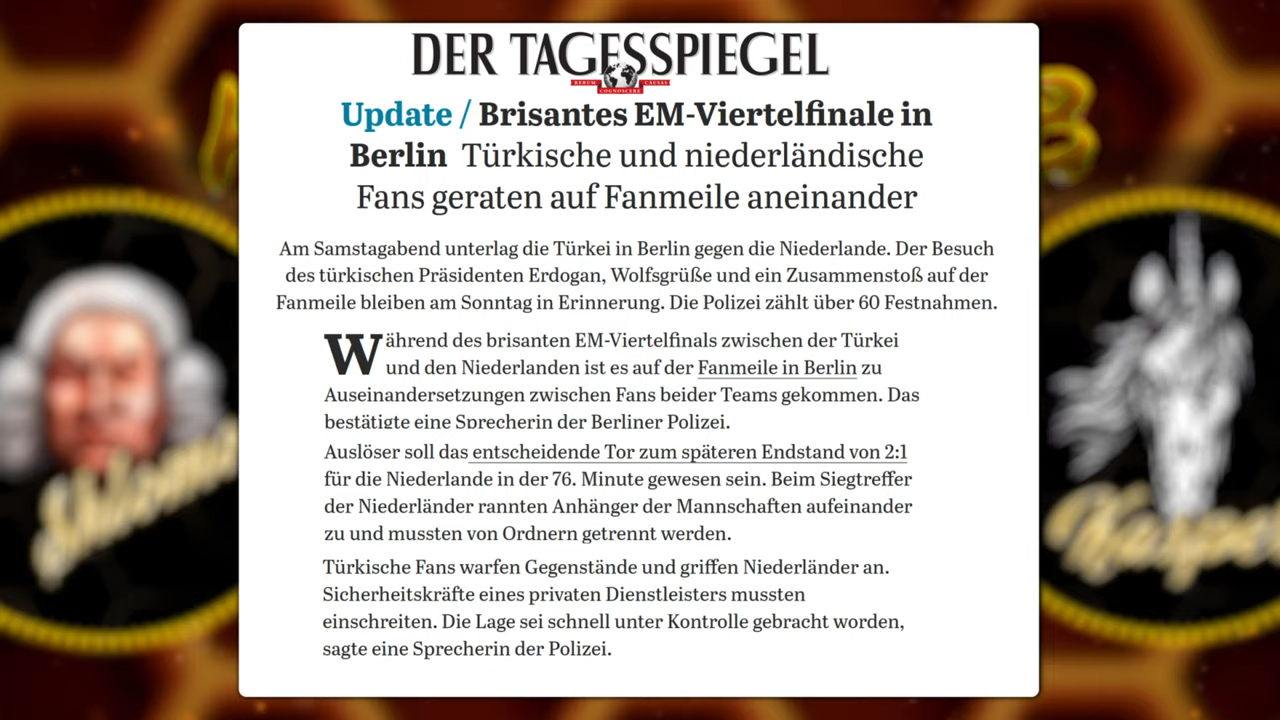 DER TAGESSPIEGEL
RERUM CAUSAS
COGNOSCERE
Update / Brisantes EM-Viertelfinale in
Berlin Türkische und niederländische
Fans geraten auf Fanmeile aneinander
Am Samstagabend unterlag die Türkei in Berlin gegen die Niederlande. Der Besuch
des türkischen Präsidenten Erdogan, Wolfsgrüße und ein Zusammenstoß auf der
Fanmeile bleiben am Sonntag in Erinnerung. Die Polizei zählt über 60 Festnahmen.
Während des brisanten EM-Viertelfinals zwischen der Türkei
und den Niederlanden ist es auf der Fanmeile in Berlin zu
Auseinandersetzungen zwischen Fans beider Teams gekommen. Das
bestätigte eine Sprecherin der Berliner Polizei.
Auslöser soll das entscheidende Tor zum späteren Endstand von 2:1
für die Niederlande in der 76. Minute gewesen sein. Beim Siegtreffer
der Niederländer rannten Anhänger der Mannschaften aufeinander
zu und mussten von Ordnern getrennt werden.
Türkische Fans warfen Gegenstände und griffen Niederländer an.
Sicherheitskräfte eines privaten Dienstleisters mussten
einschreiten. Die Lage sei schnell unter Kontrolle gebracht worden,
sagte eine Sprecherin der Polizei.